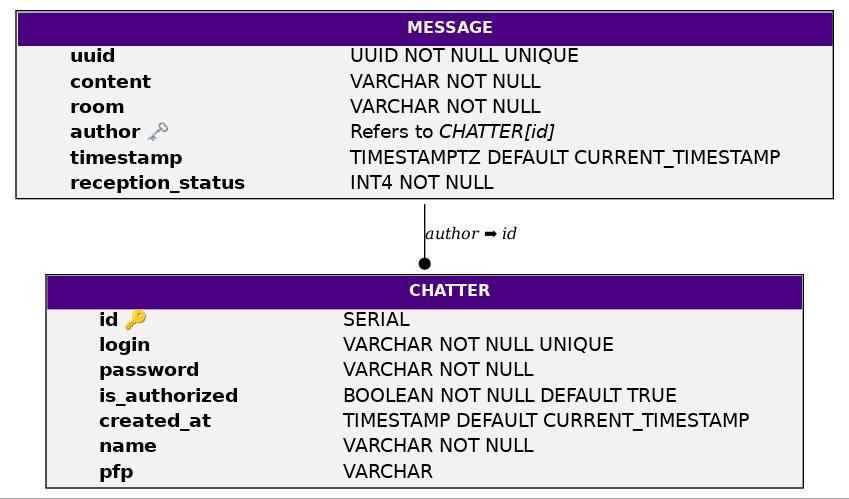 MESSAGE
uuid UUID NOT NULL UNIQUE
content VARCHAR NOT NULL
room VARCHAR NOT NULL
author 🗝 Refers to CHATTER[id]
timestamp TIMESTAMPTZ DEFAULT CURRENT_TIMESTAMP
reception_status INT4 NOT NULL
author ➡ id
CHATTER
id 🔑 SERIAL
login VARCHAR NOT NULL UNIQUE
password VARCHAR NOT NULL
is_authorized BOOLEAN NOT NULL DEFAULT TRUE
created_at TIMESTAMP DEFAULT CURRENT_TIMESTAMP
name VARCHAR NOT NULL
pfp VARCHAR